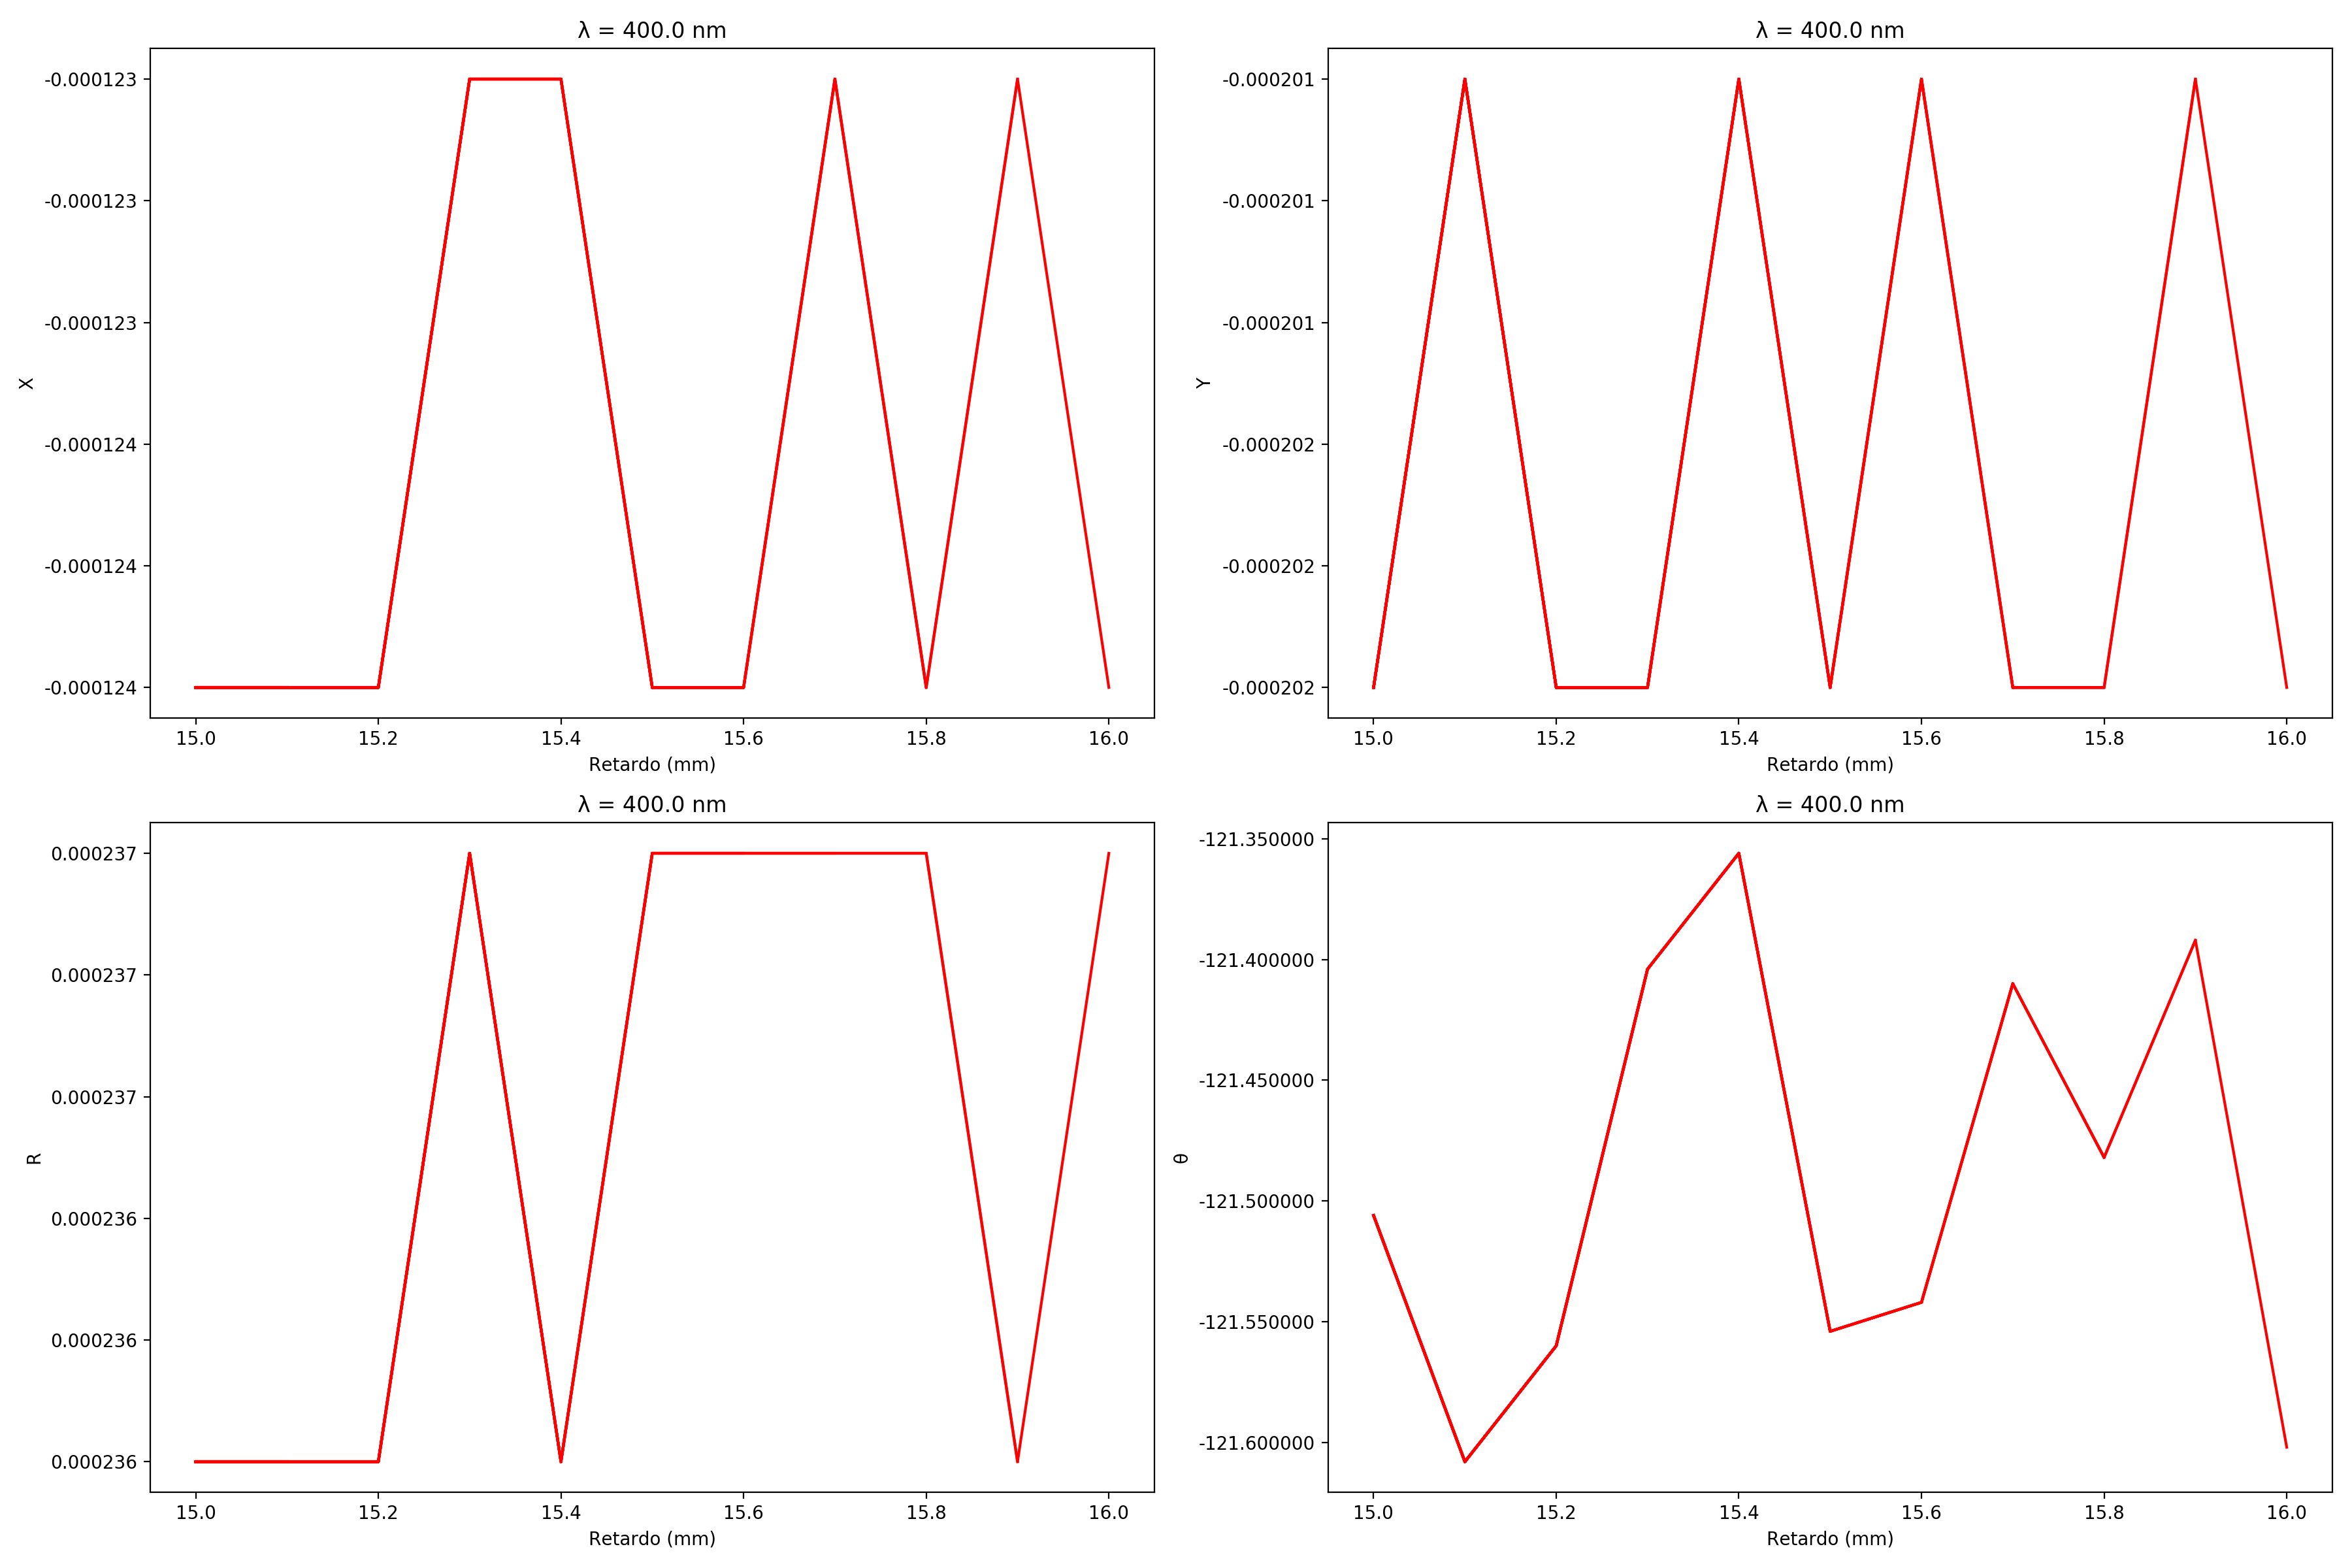 λ = 400.0 nm
-0.000123
-0.000123
-0.000123
-0.000124
-0.000124
-0.000124
X
15.0 15.2 15.4 15.6 15.8 16.0
Retardo (mm)
λ = 400.0 nm
-0.000201
-0.000201
-0.000201
-0.000202
-0.000202
-0.000202
Y
15.0 15.2 15.4 15.6 15.8 16.0
Retardo (mm)
λ = 400.0 nm
0.000237
0.000237
0.000237
0.000236
0.000236
0.000236
R
15.0 15.2 15.4 15.6 15.8 16.0
Retardo (mm)
λ = 400.0 nm
-121.350000
-121.400000
-121.450000
-121.500000
-121.550000
-121.600000
θ
15.0 15.2 15.4 15.6 15.8 16.0
Retardo (mm)